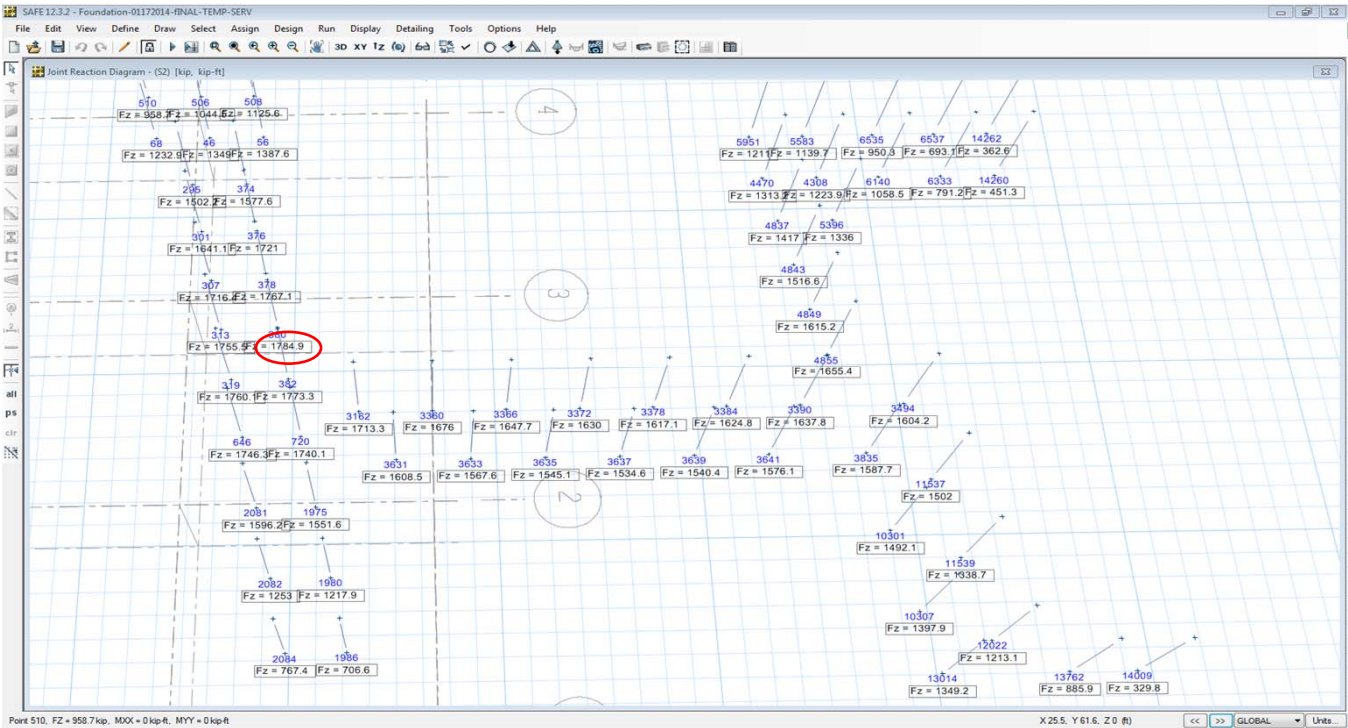 SAFE 12.3.2 - Foundation-01172014-fINAL-TEMP-SERV
File Edit View Define Draw Select Assign Design Run Display Detailing Tools Options Help
3D XY
Joint Reaction Diagram - (S2) [kip, kip-ft]
510 506 508
Fz = 958.7 Fz = 1044.5 Fz = 1125.6
4
68 46 56
Fz = 1232.9 Fz = 1349 Fz = 1387.6
5951 5583 6535 6537 14262
Fz = 1211 Fz = 1139.7 Fz = 950.3 Fz = 693.1 Fz = 362.6
295 374
Fz = 1502.2 Fz = 1577.6
4470 4308 6140 6333 14260
Fz = 1313.2 Fz = 1223.9 Fz = 1058.5 Fz = 791.2 Fz = 451.3
301 376
Fz = 1641.1 Fz = 1721
4837 5396
Fz = 1417 Fz = 1336
307 378
Fz = 1716.4 Fz = 1767.1
3
4843
Fz = 1516.6
4849
Fz = 1615.2
313 380
Fz = 1755.5 Fz = 1784.9
4855
Fz = 1655.4
319 382
Fz = 1760.1 Fz = 1773.3
3162 3360 3366 3372 3378 3384 3390 3494
Fz = 1713.3 Fz = 1676 Fz = 1647.7 Fz = 1630 Fz = 1617.1 Fz = 1624.8 Fz = 1637.8 Fz = 1604.2
646 720
Fz = 1746.3 Fz = 1740.1
3631 3633 3635 3637 3639 3641 3835
Fz = 1608.5 Fz = 1567.6 Fz = 1545.1 Fz = 1534.6 Fz = 1540.4 Fz = 1576.1 Fz = 1587.7
2
11537
Fz = 1502
2081 1975
Fz = 1596.2 Fz = 1551.6
10301
Fz = 1492.1
11539
Fz = 1338.7
2082 1980
Fz = 1253 Fz = 1217.9
10307
Fz = 1397.9
12022
Fz = 1213.1
2084 1986
Fz = 767.4 Fz = 706.6
13014 13762 14009
Fz = 1349.2 Fz = 885.9 Fz = 329.8
all
ps
clr
Point 510, FZ = 958.7 kip, MXX = 0 kip-ft, MYY = 0 kip-ft
X 25.5, Y 61.6, Z 0 (ft)
<< >> GLOBAL Units...